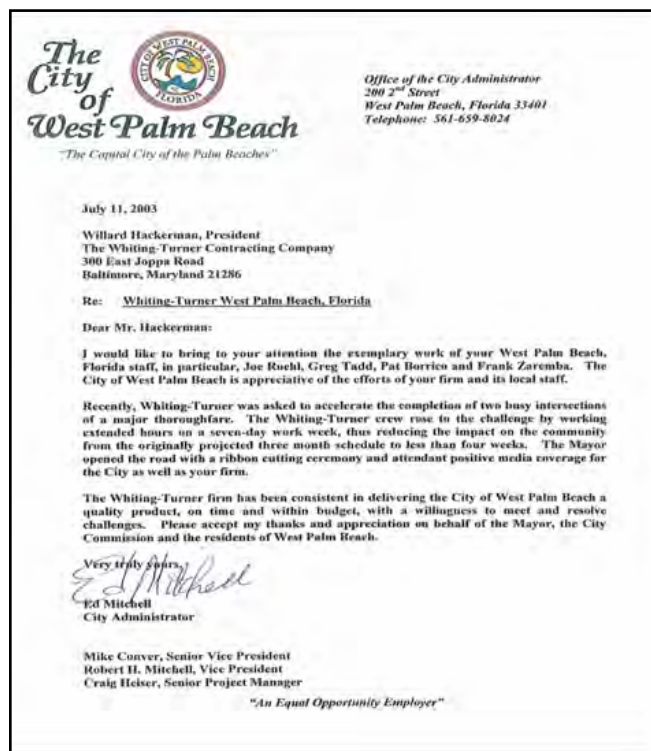 The
City
of
West Palm Beach
"The Capital City of the Palm Beaches"
CITY OF WEST PALM BEACH
FLORIDA
Office of the City Administrator
200 2nd Street
West Palm Beach, Florida 33401
Telephone: 561-659-8024
July 11, 2003
Willard Hackerman, President
The Whiting-Turner Contracting Company
300 East Joppa Road
Baltimore, Maryland 21286
Re: Whiting-Turner West Palm Beach, Florida
Dear Mr. Hackerman:
I would like to bring to your attention the exemplary work of your West Palm Beach,
Florida staff, in particular, Joe Ruehl, Greg Tadd, Pat Borrico and Frank Zaremba. The
City of West Palm Beach is appreciative of the efforts of your firm and its local staff.
Recently, Whiting-Turner was asked to accelerate the completion of two busy intersections
of a major thoroughfare. The Whiting-Turner crew rose to the challenge by working
extended hours on a seven-day work week, thus reducing the impact on the community
from the originally projected three month schedule to less than four weeks. The Mayor
opened the road with a ribbon cutting ceremony and attendant positive media coverage for
the City as well as your firm.
The Whiting-Turner firm has been consistent in delivering the City of West Palm Beach a
quality product, on time and within budget, with a willingness to meet and resolve
challenges. Please accept my thanks and appreciation on behalf of the Mayor, the City
Commission and the residents of West Palm Beach.
Very truly yours,
Ed Mitchell
Ed Mitchell
City Administrator
Mike Conver, Senior Vice President
Robert H. Mitchell, Vice President
Craig Heiser, Senior Project Manager
"An Equal Opportunity Employer"